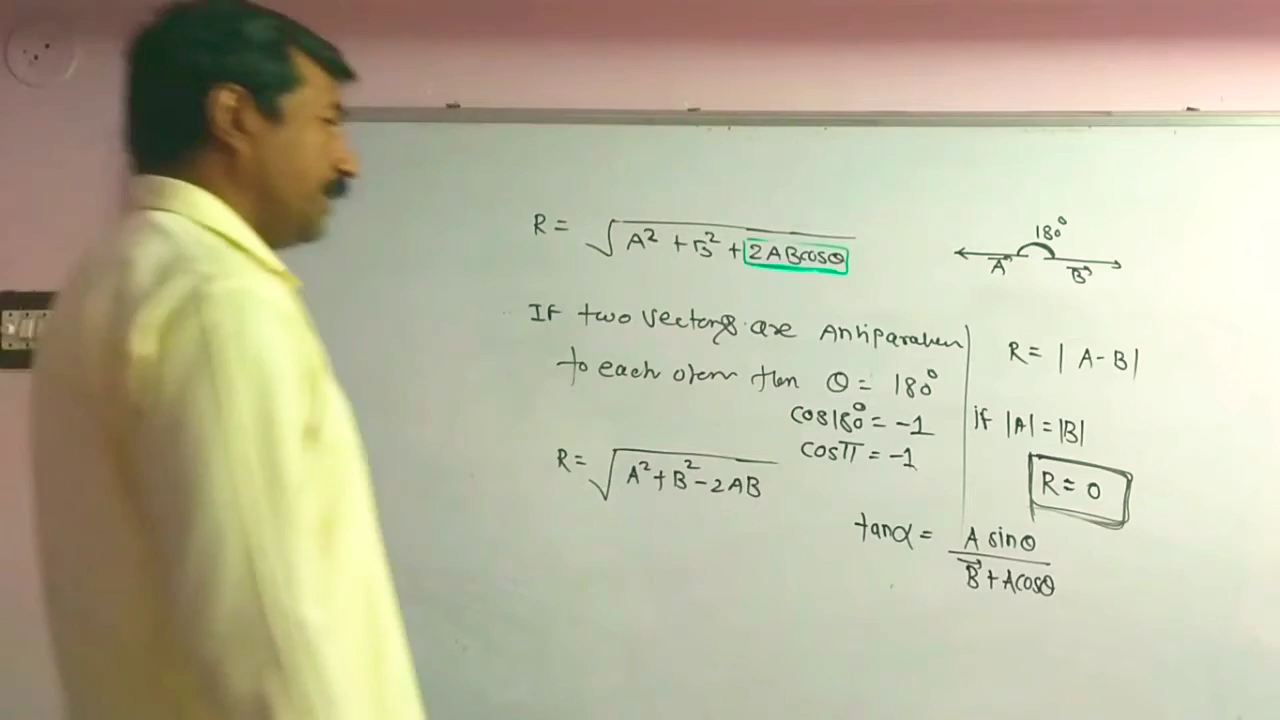 R = √A² + B² + 2ABcosθ
180°
A⃗ B⃗
If two vectors are Antiparallel
to each other then θ = 180°
cos180° = -1
cosπ = -1
R = √A² + B² - 2AB
R = | A - B |
if |A| = |B|
R = 0
tanα = A sinθ / B⃗ + A cosθ